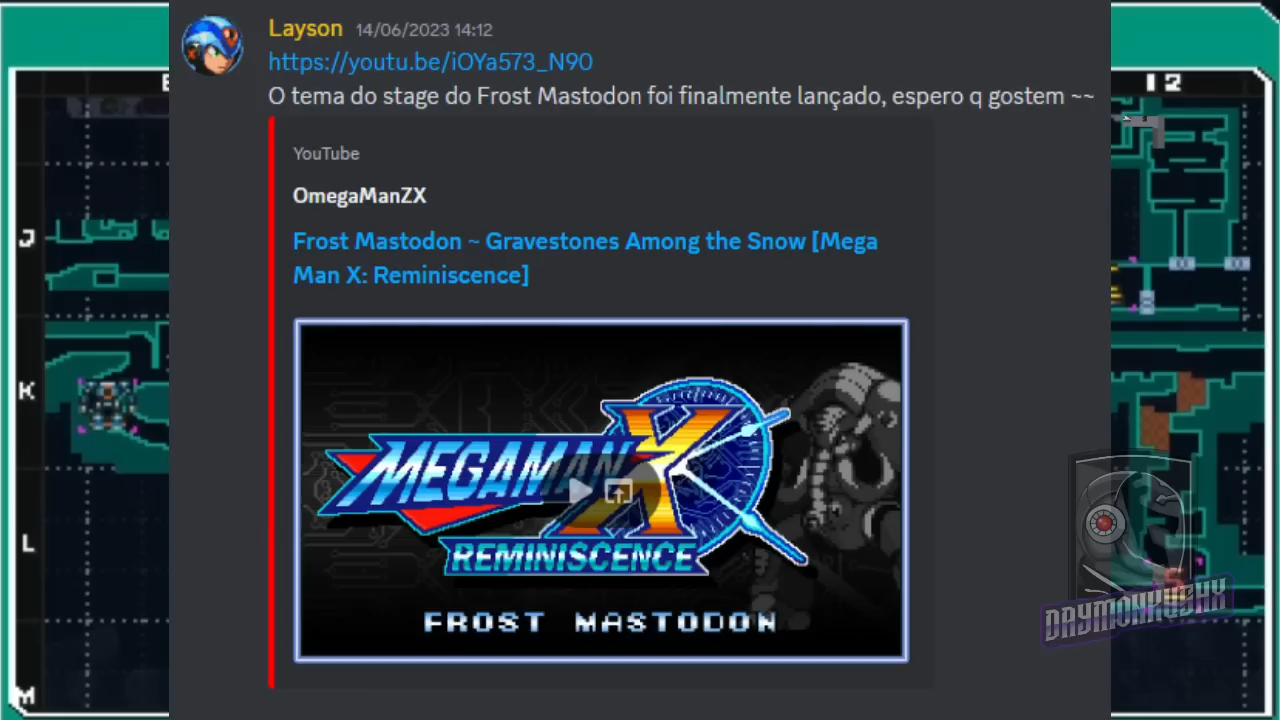 Layson 14/06/2023 14:12
https://youtu.be/iOYa573_N90
O tema do stage do Frost Mastodon foi finalmente lançado, espero q gostem ~~
YouTube
OmegaManZX
Frost Mastodon ~ Gravestones Among the Snow [Mega
Man X: Reminiscence]
MEGAMAN X
REMINISCENCE
FROST MASTODON
12
J
K
L
M
DAYMONKUSHX